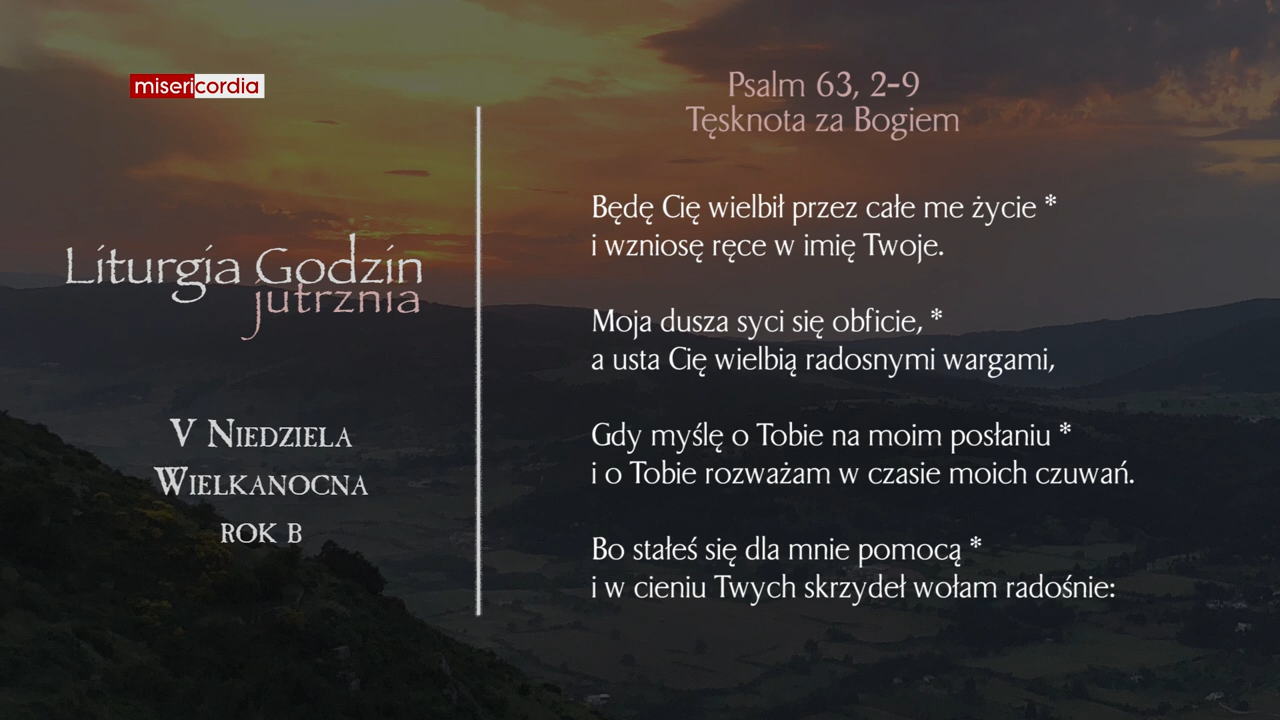 misericordia
Liturgia Godzin
jutrznia
V Niedziela
Wielkanocna
rok B
Psalm 63, 2-9
Tęsknota za Bogiem
Będę Cię wielbił przez całe me życie *
i wzniosę ręce w imię Twoje.
Moja dusza syci się obficie, *
a usta Cię wielbią radosnymi wargami,
Gdy myślę o Tobie na moim posłaniu *
i o Tobie rozważam w czasie moich czuwań.
Bo stałeś się dla mnie pomocą *
i w cieniu Twych skrzydeł wołam radośnie: